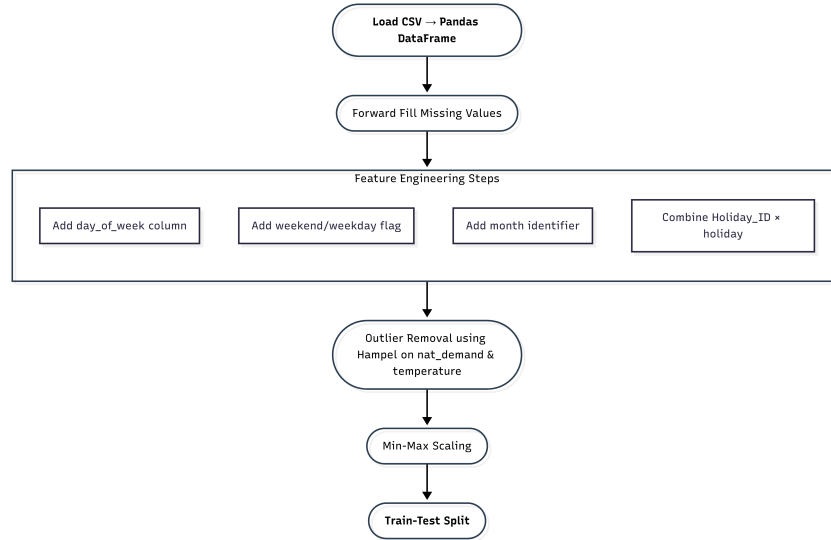 Load CSV → Pandas
DataFrame
Forward Fill Missing Values
Feature Engineering Steps
Add day_of_week column
Add weekend/weekday flag
Add month identifier
Combine Holiday_ID ×
holiday
Outlier Removal using
Hampel on nat_demand &
temperature
Min-Max Scaling
Train-Test Split